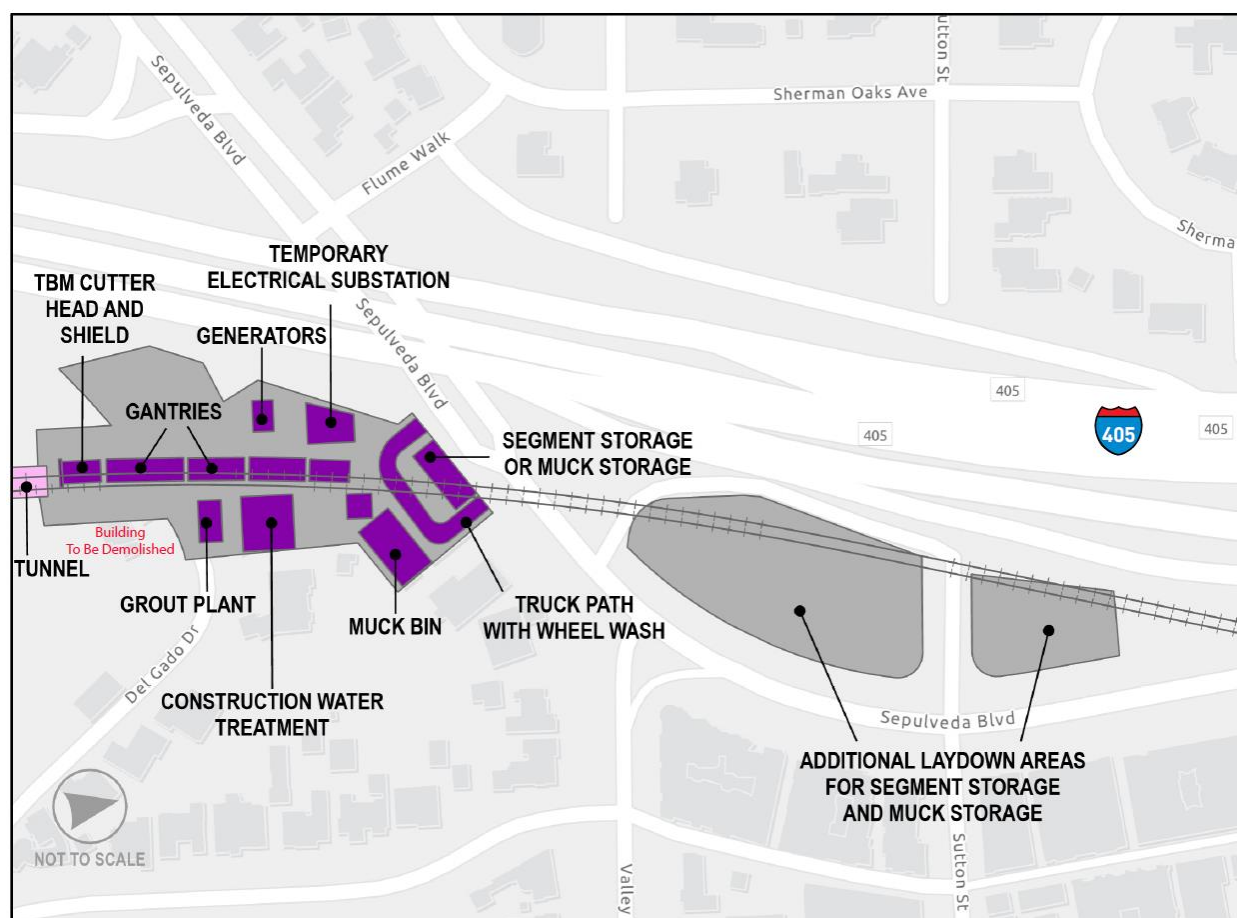 Sutton St
Sepulveda Blvd
Sherman Oaks Ave
Flume Walk
Sherma
TEMPORARY
ELECTRICAL SUBSTATION
TBM CUTTER
HEAD AND
SHIELD
GENERATORS
Sepulveda Blvd
405
405
405
405
GANTRIES
SEGMENT STORAGE
OR MUCK STORAGE
Building
To Be Demolished
TUNNEL
GROUT PLANT
MUCK BIN
TRUCK PATH
WITH WHEEL WASH
Del Gado Dr
CONSTRUCTION WATER
TREATMENT
Sepulveda Blvd
ADDITIONAL LAYDOWN AREAS
FOR SEGMENT STORAGE
AND MUCK STORAGE
NOT TO SCALE
Valley
Sutton St